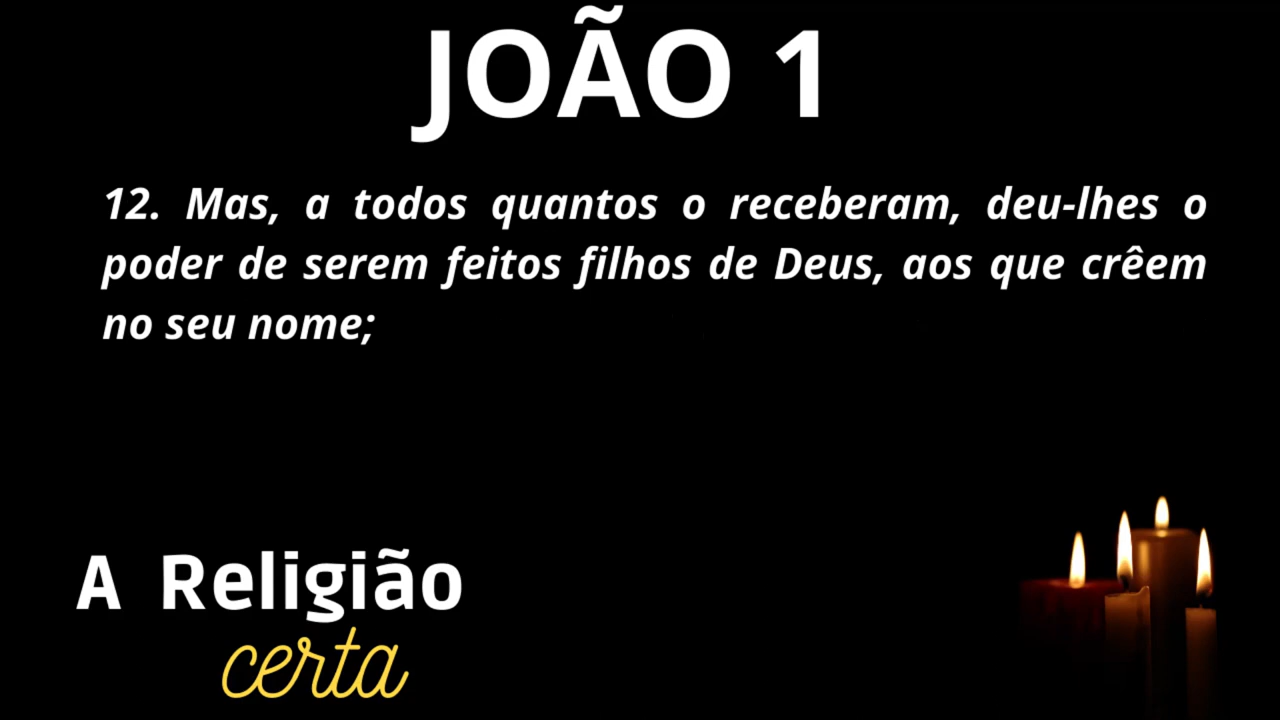 JOÃO 1
12. Mas, a todos quantos o receberam, deu-lhes o
poder de serem feitos filhos de Deus, aos que crêem
no seu nome;
A Religião
certa